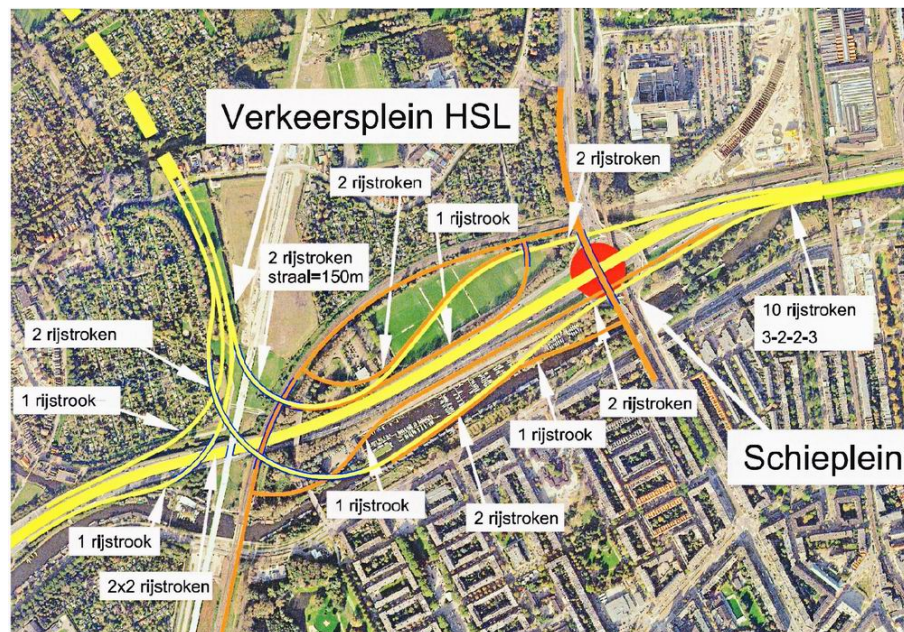 Verkeersplein HSL
2 rijstroken
2 rijstroken
1 rijstrook
2 rijstroken
straal=150m
10 rijstroken
3-2-2-3
2 rijstroken
1 rijstrook
2 rijstroken
1 rijstrook
Schieplein
1 rijstrook
2 rijstroken
1 rijstrook
2x2 rijstroken